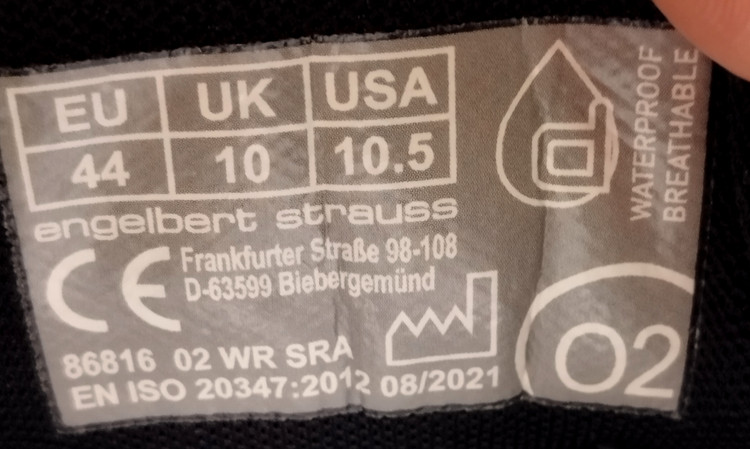 EU UK USA
44 10 10.5
engelbert strauss
CE Frankfurter Straße 98-108
D-63599 Biebergemünd
86816 02 WR SRA
EN ISO 20347:2012 08/2021
WATERPROOF
BREATHABLE
O2